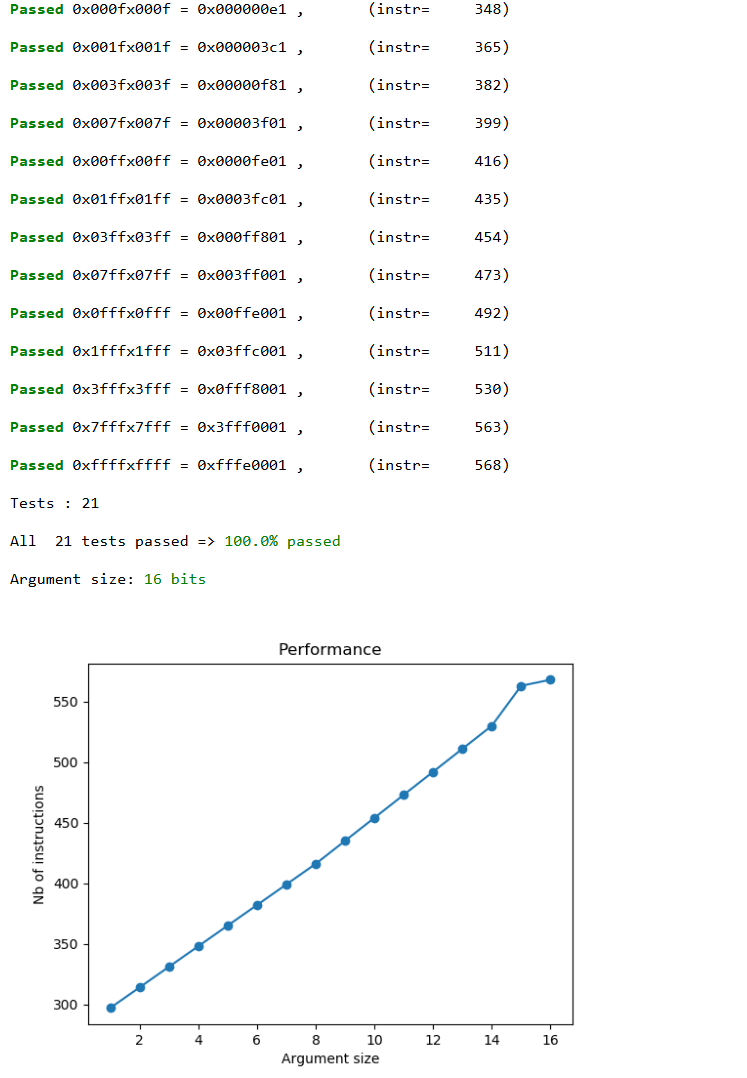 Passed 0x000fx000f = 0x000000e1 , (instr= 348)
Passed 0x001fx001f = 0x000003c1 , (instr= 365)
Passed 0x003fx003f = 0x00000f81 , (instr= 382)
Passed 0x007fx007f = 0x00003f01 , (instr= 399)
Passed 0x00ffx00ff = 0x0000fe01 , (instr= 416)
Passed 0x01ffx01ff = 0x0003fc01 , (instr= 435)
Passed 0x03ffx03ff = 0x000ff801 , (instr= 454)
Passed 0x07ffx07ff = 0x003ff001 , (instr= 473)
Passed 0x0fffx0fff = 0x00ffe001 , (instr= 492)
Passed 0x1fffx1fff = 0x03ffc001 , (instr= 511)
Passed 0x3fffx3fff = 0x0fff8001 , (instr= 530)
Passed 0x7fffx7fff = 0x3fff0001 , (instr= 563)
Passed 0xffffxffff = 0xfffe0001 , (instr= 568)
Tests : 21
All 21 tests passed => 100.0% passed
Argument size: 16 bits
Performance
Nb of instructions
550
500
450
400
350
300
2 4 6 8 10 12 14 16
Argument size